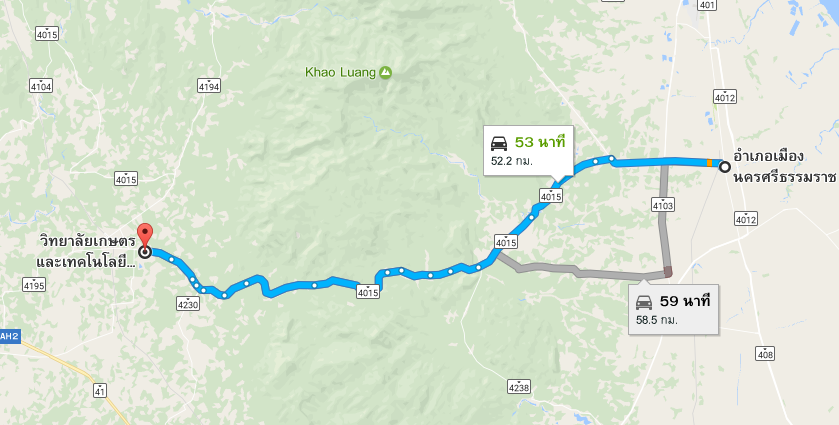 4015
4104
4194
Khao Luang
401
4012
53 นาที
52.2 กม.
อำเภอเมือง
นครศรีธรรมราช
4015
4015
4103
4012
วิทยาลัยเกษตร
และเทคโนโลยี...
4015
4195
4230
4015
59 นาที
58.5 กม.
AH2
408
41
4238